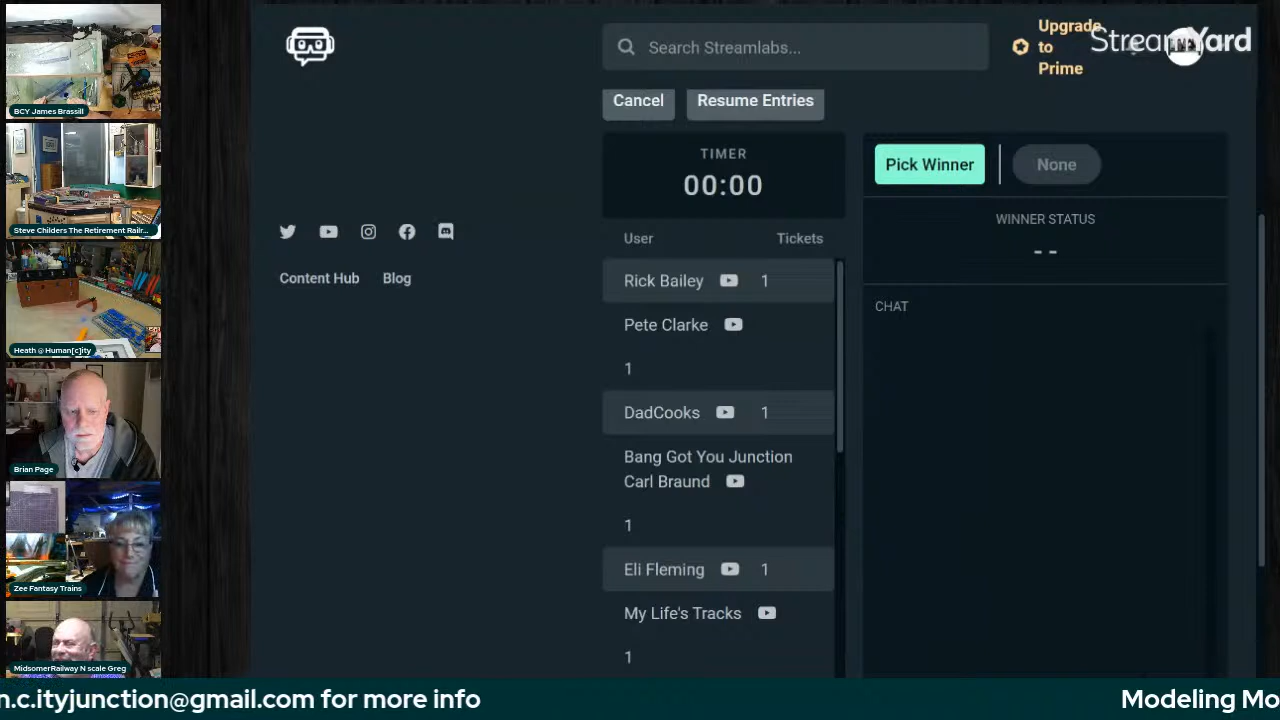 BCY James Brassill
Steve Childers The Retirement Railr...
Heath @ Human[c]ity
Brian Page
Zee Fantasy Trains
MidsomerRailway N scale Greg
Search Streamlabs...
Upgrade
to
Prime
StreamYard
Cancel
Resume Entries
TIMER
00:00
User
Tickets
Rick Bailey 1
Pete Clarke
1
DadCooks 1
Bang Got You Junction
Carl Braund
1
Eli Fleming 1
My Life's Tracks
1
Pick Winner
None
WINNER STATUS
--
CHAT
Content Hub
Blog
n.c.ityjunction@gmail.com for more info
Modeling Mo